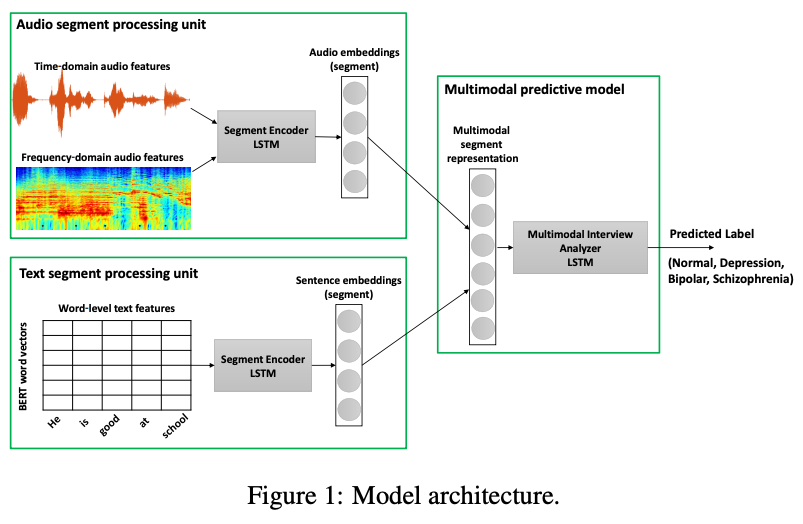 Audio segment processing unit
Time-domain audio features
Frequency-domain audio features
Segment Encoder
LSTM
Audio embeddings
(segment)
Text segment processing unit
Word-level text features
BERT word vectors
He is good at school
Segment Encoder
LSTM
Sentence embeddings
(segment)
Multimodal predictive model
Multimodal
segment
representation
Multimodal Interview
Analyzer
LSTM
Predicted Label
(Normal, Depression,
Bipolar, Schizophrenia)
Figure 1: Model architecture.